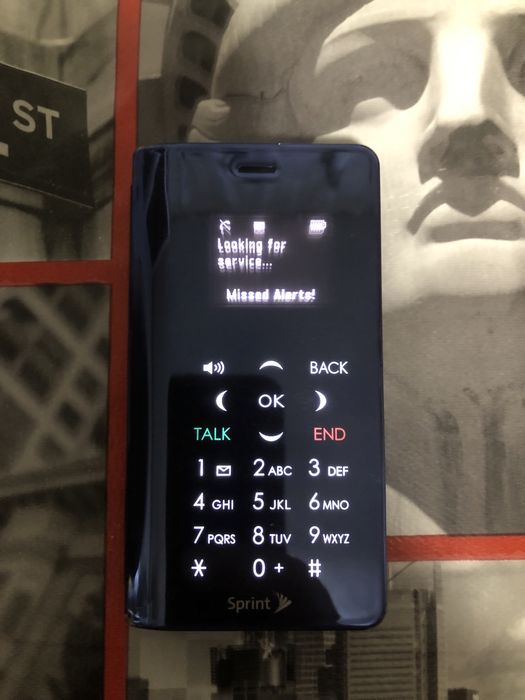 ST
Looking for
service...
Missed Alerts!
BACK
OK
TALK END
1 2 ABC 3 DEF
4 GHI 5 JKL 6 MNO
7 PQRS 8 TUV 9 WXYZ
* 0 + #
Sprint